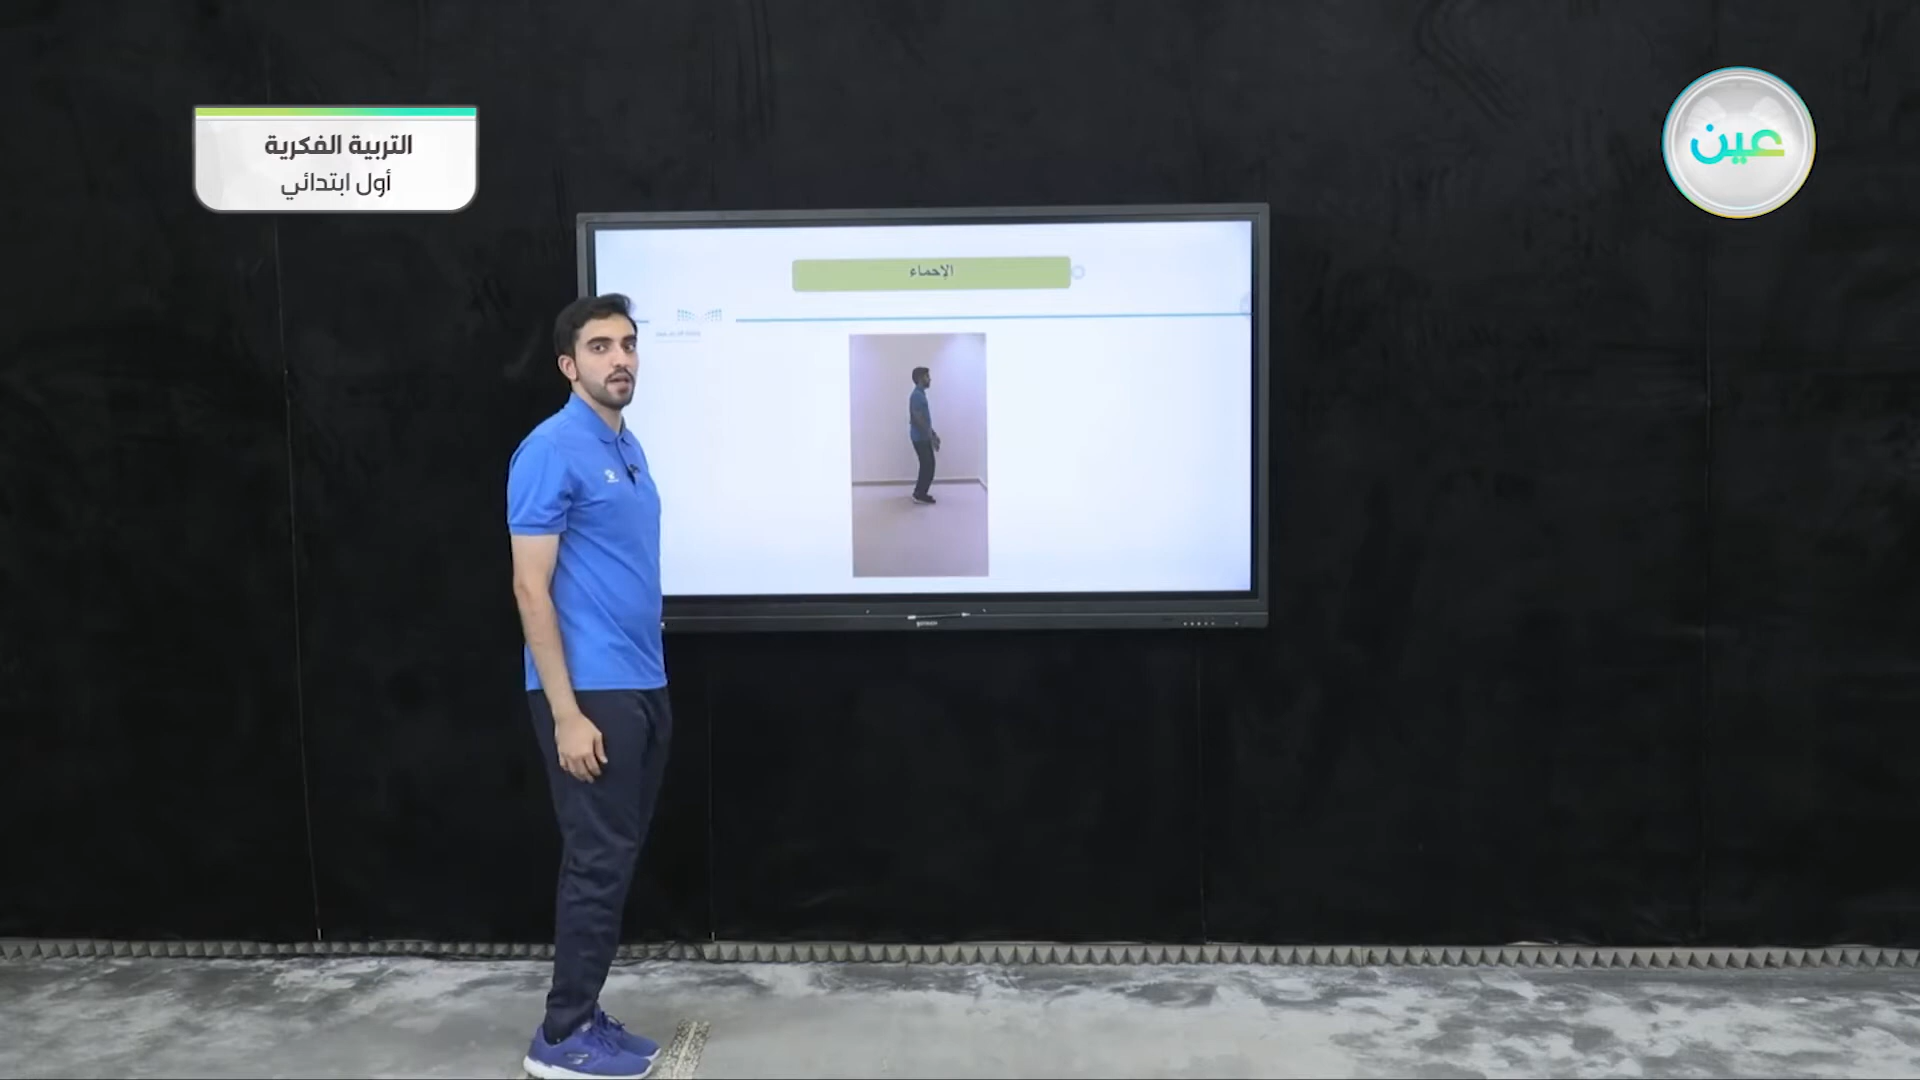 التربية الفكرية
أول ابتدائي
عين
الإحماء